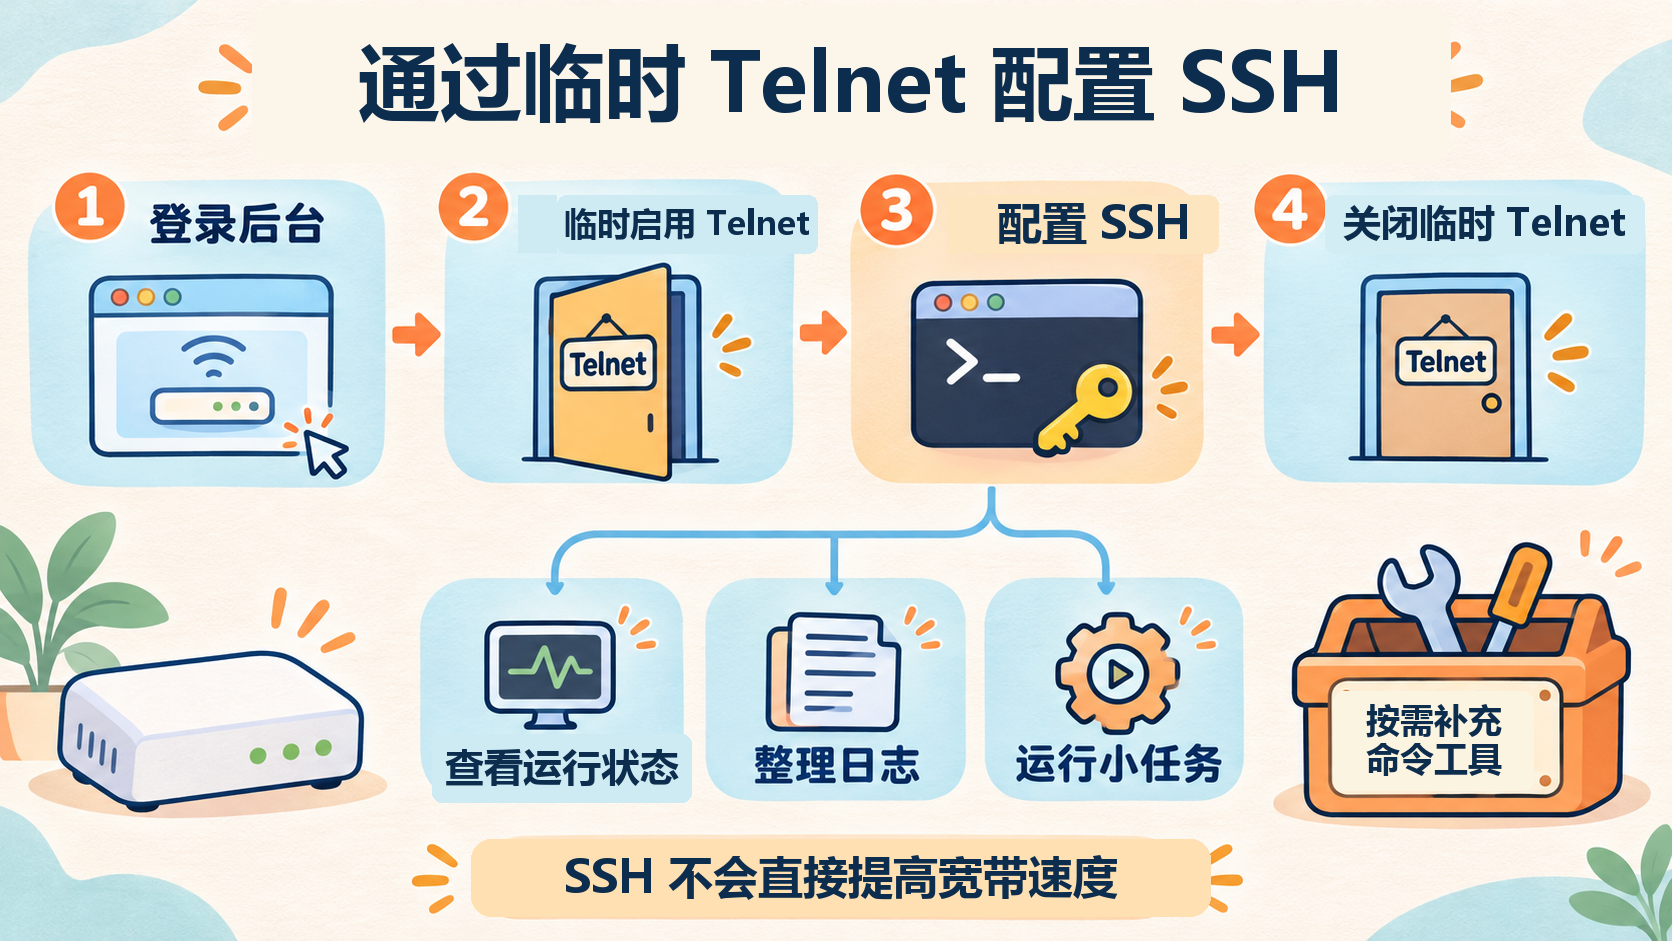 通过临时 Telnet 配置 SSH
1 登录后台
2 临时启用 Telnet
3 配置 SSH
4 关闭临时 Telnet
Telnet
>_
Telnet
查看运行状态
整理日志
运行小任务
按需补充
命令工具
SSH 不会直接提高宽带速度